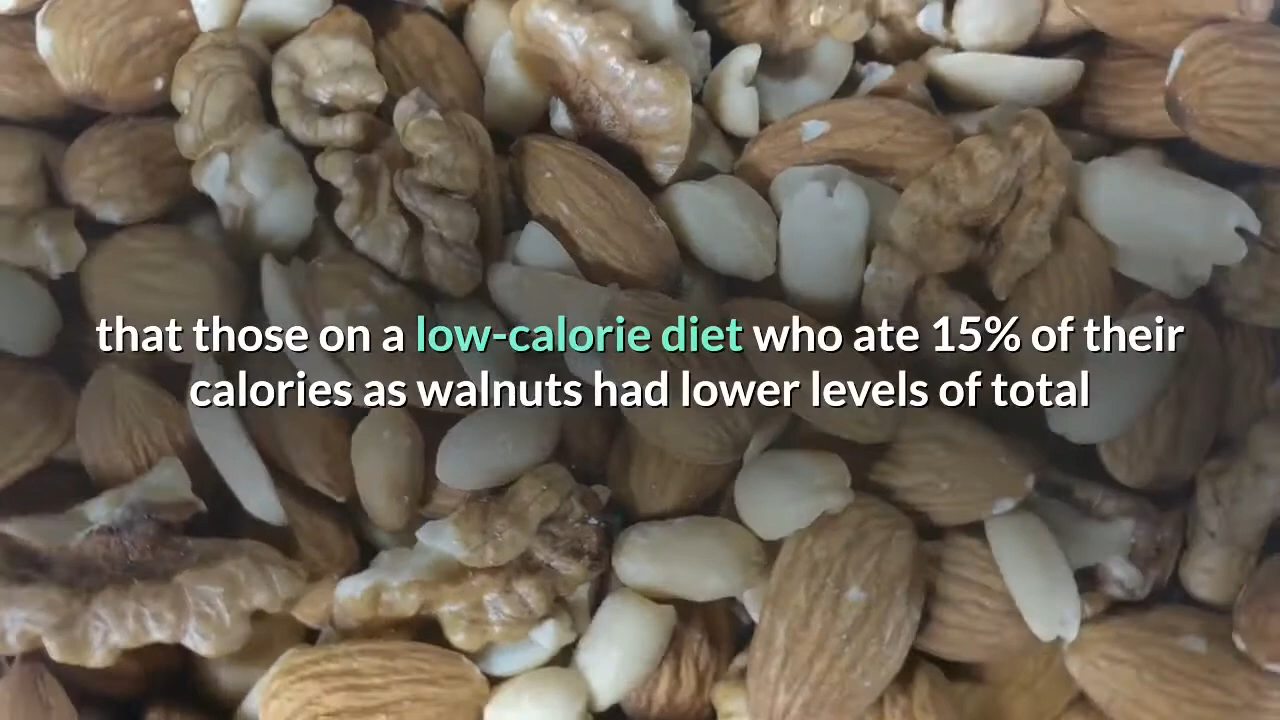 that those on a low-calorie diet who ate 15% of their
calories as walnuts had lower levels of total